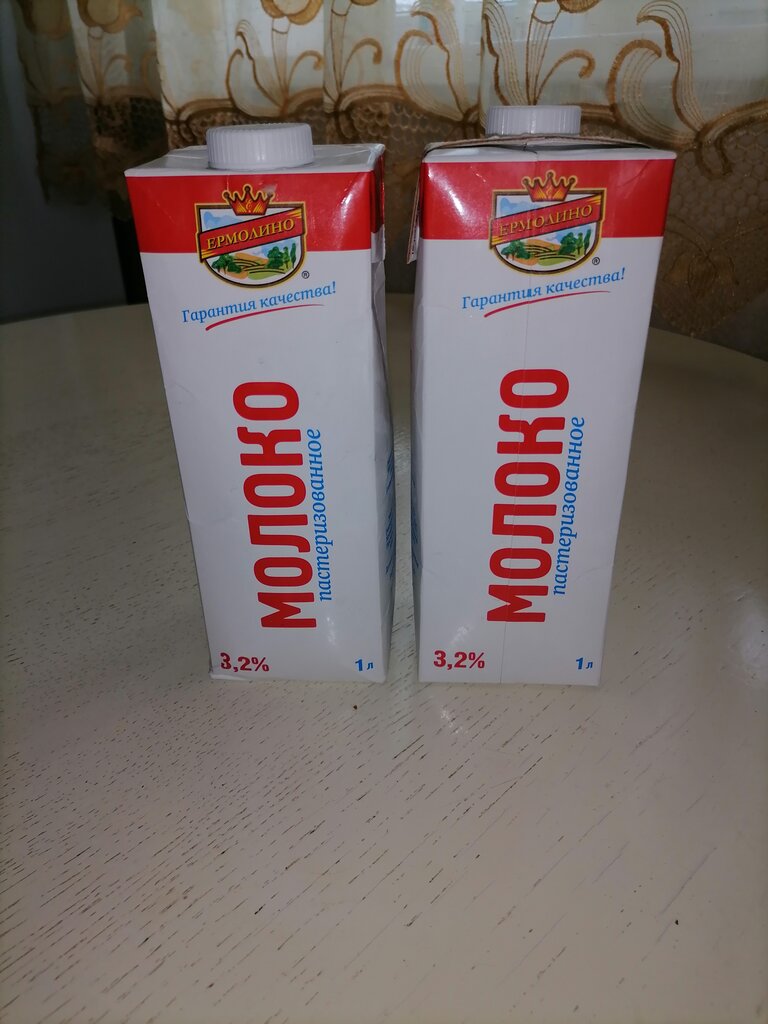 ЕРМОЛИНО
®
Гарантия качества!
МОЛОКО
пастеризованное
3,2%
1 л
ЕРМОЛИНО
®
Гарантия качества!
МОЛОКО
пастеризованное
3,2%
1 л